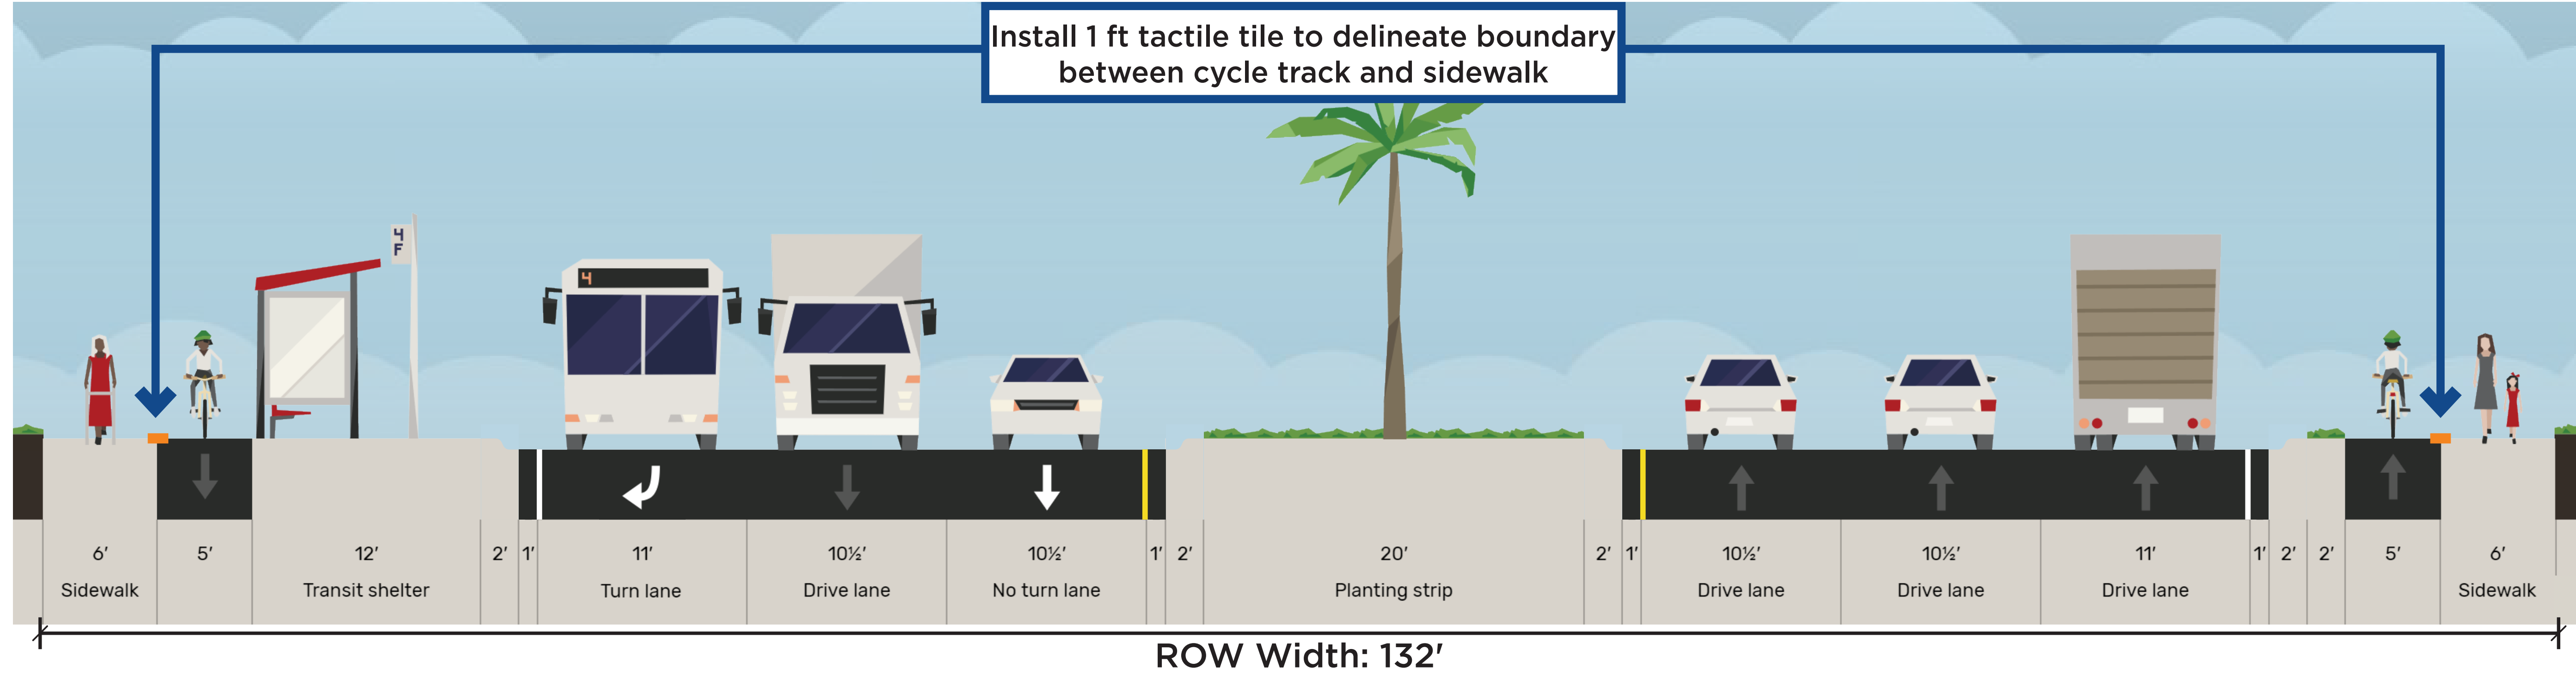 Install 1 ft tactile tile to delineate boundary
between cycle track and sidewalk
4
F
4
6' 5' 12' 2' 1' 11' 10½' 10½' 1' 2' 20' 2' 1' 10½' 10½' 11' 1' 2' 2' 5' 6'
Sidewalk Transit shelter Turn lane Drive lane No turn lane Planting strip Drive lane Drive lane Drive lane Sidewalk
ROW Width: 132'